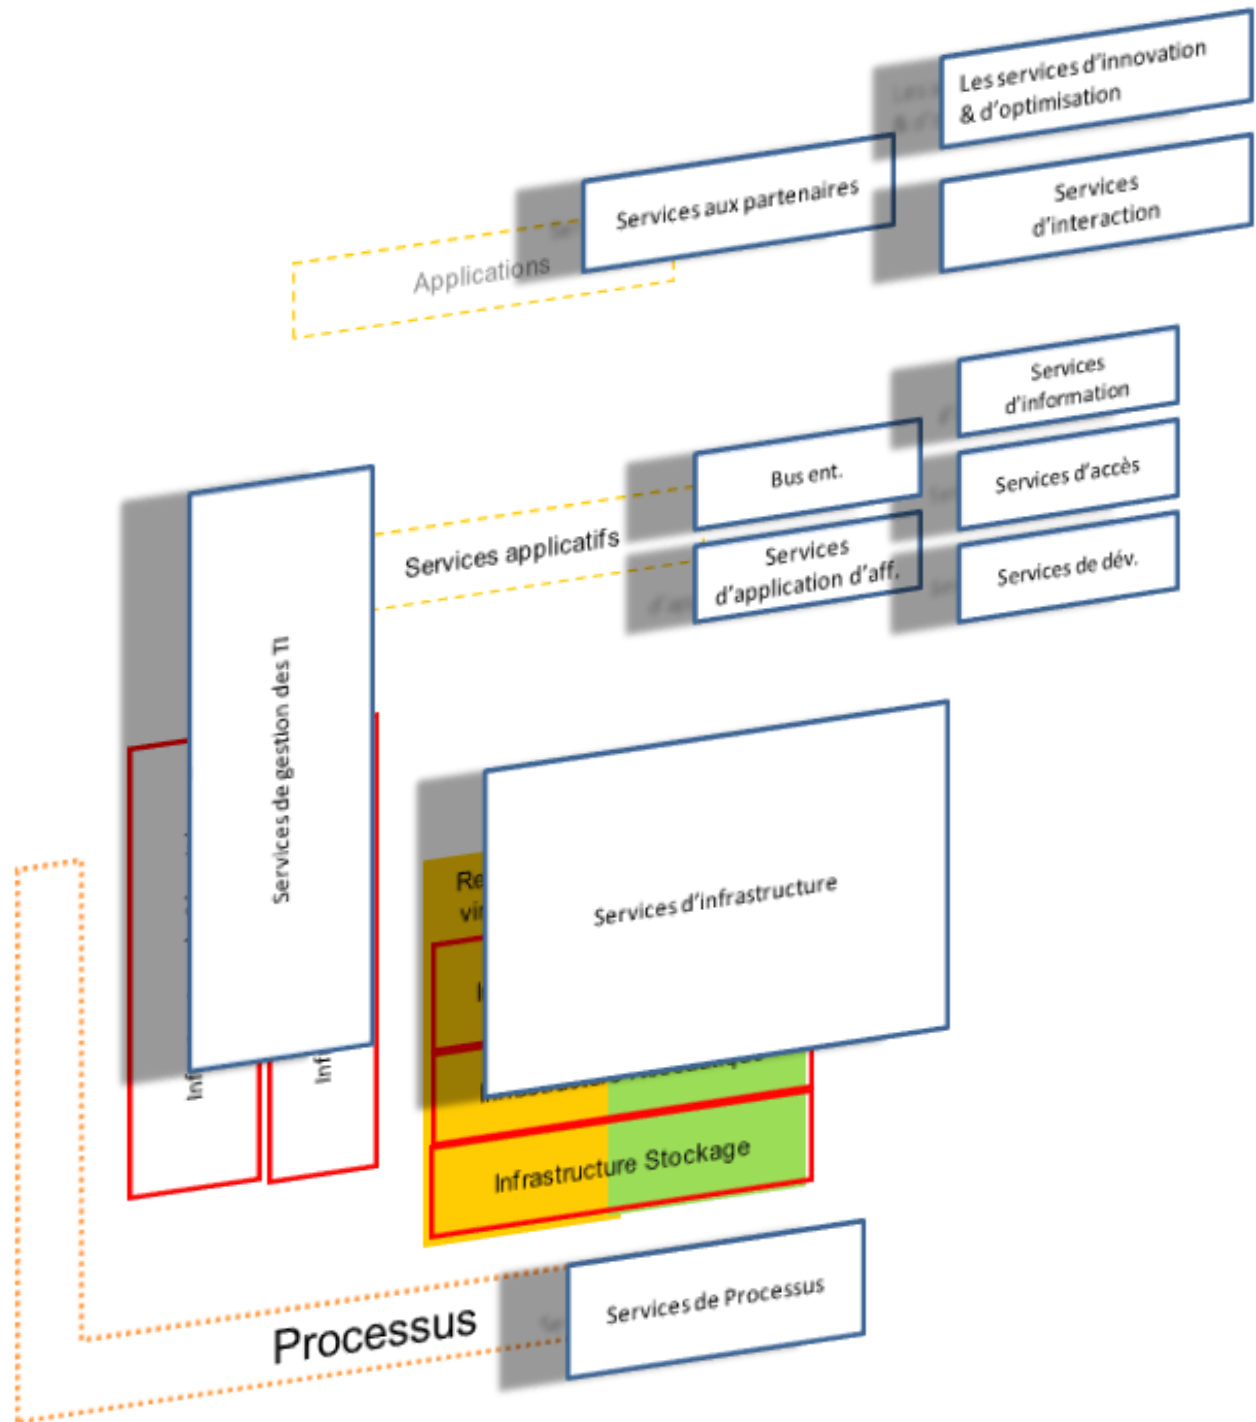 Les services d'innovation
& d'optimisation
Services aux partenaires
Services
d'interaction
Applications
Services
d'information
Bus ent.
Services d'accès
Services applicatifs
Services
d'application d'aff.
Services de dév.
Services de gestion des TI
Services d'infrastructure
Infrastructure Stockage
Services de Processus
Processus